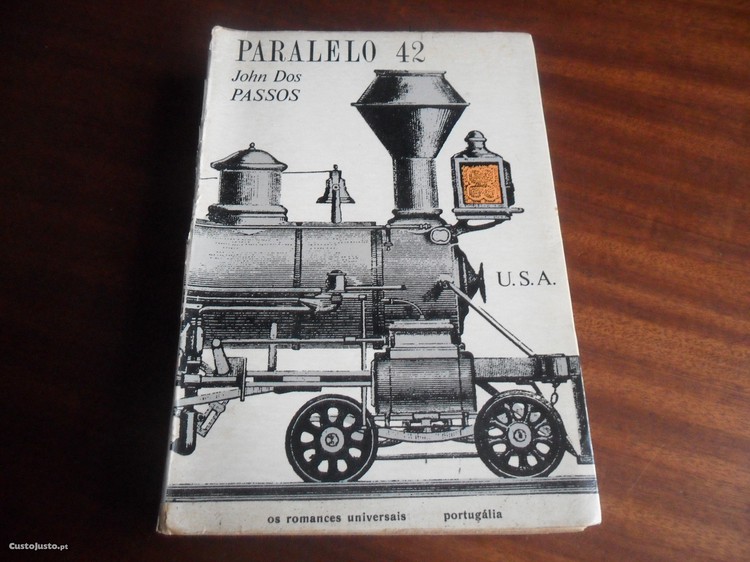 PARALELO 42
John Dos
PASSOS
U.S.A.
os romances universais portugália
CustoJusto.pt